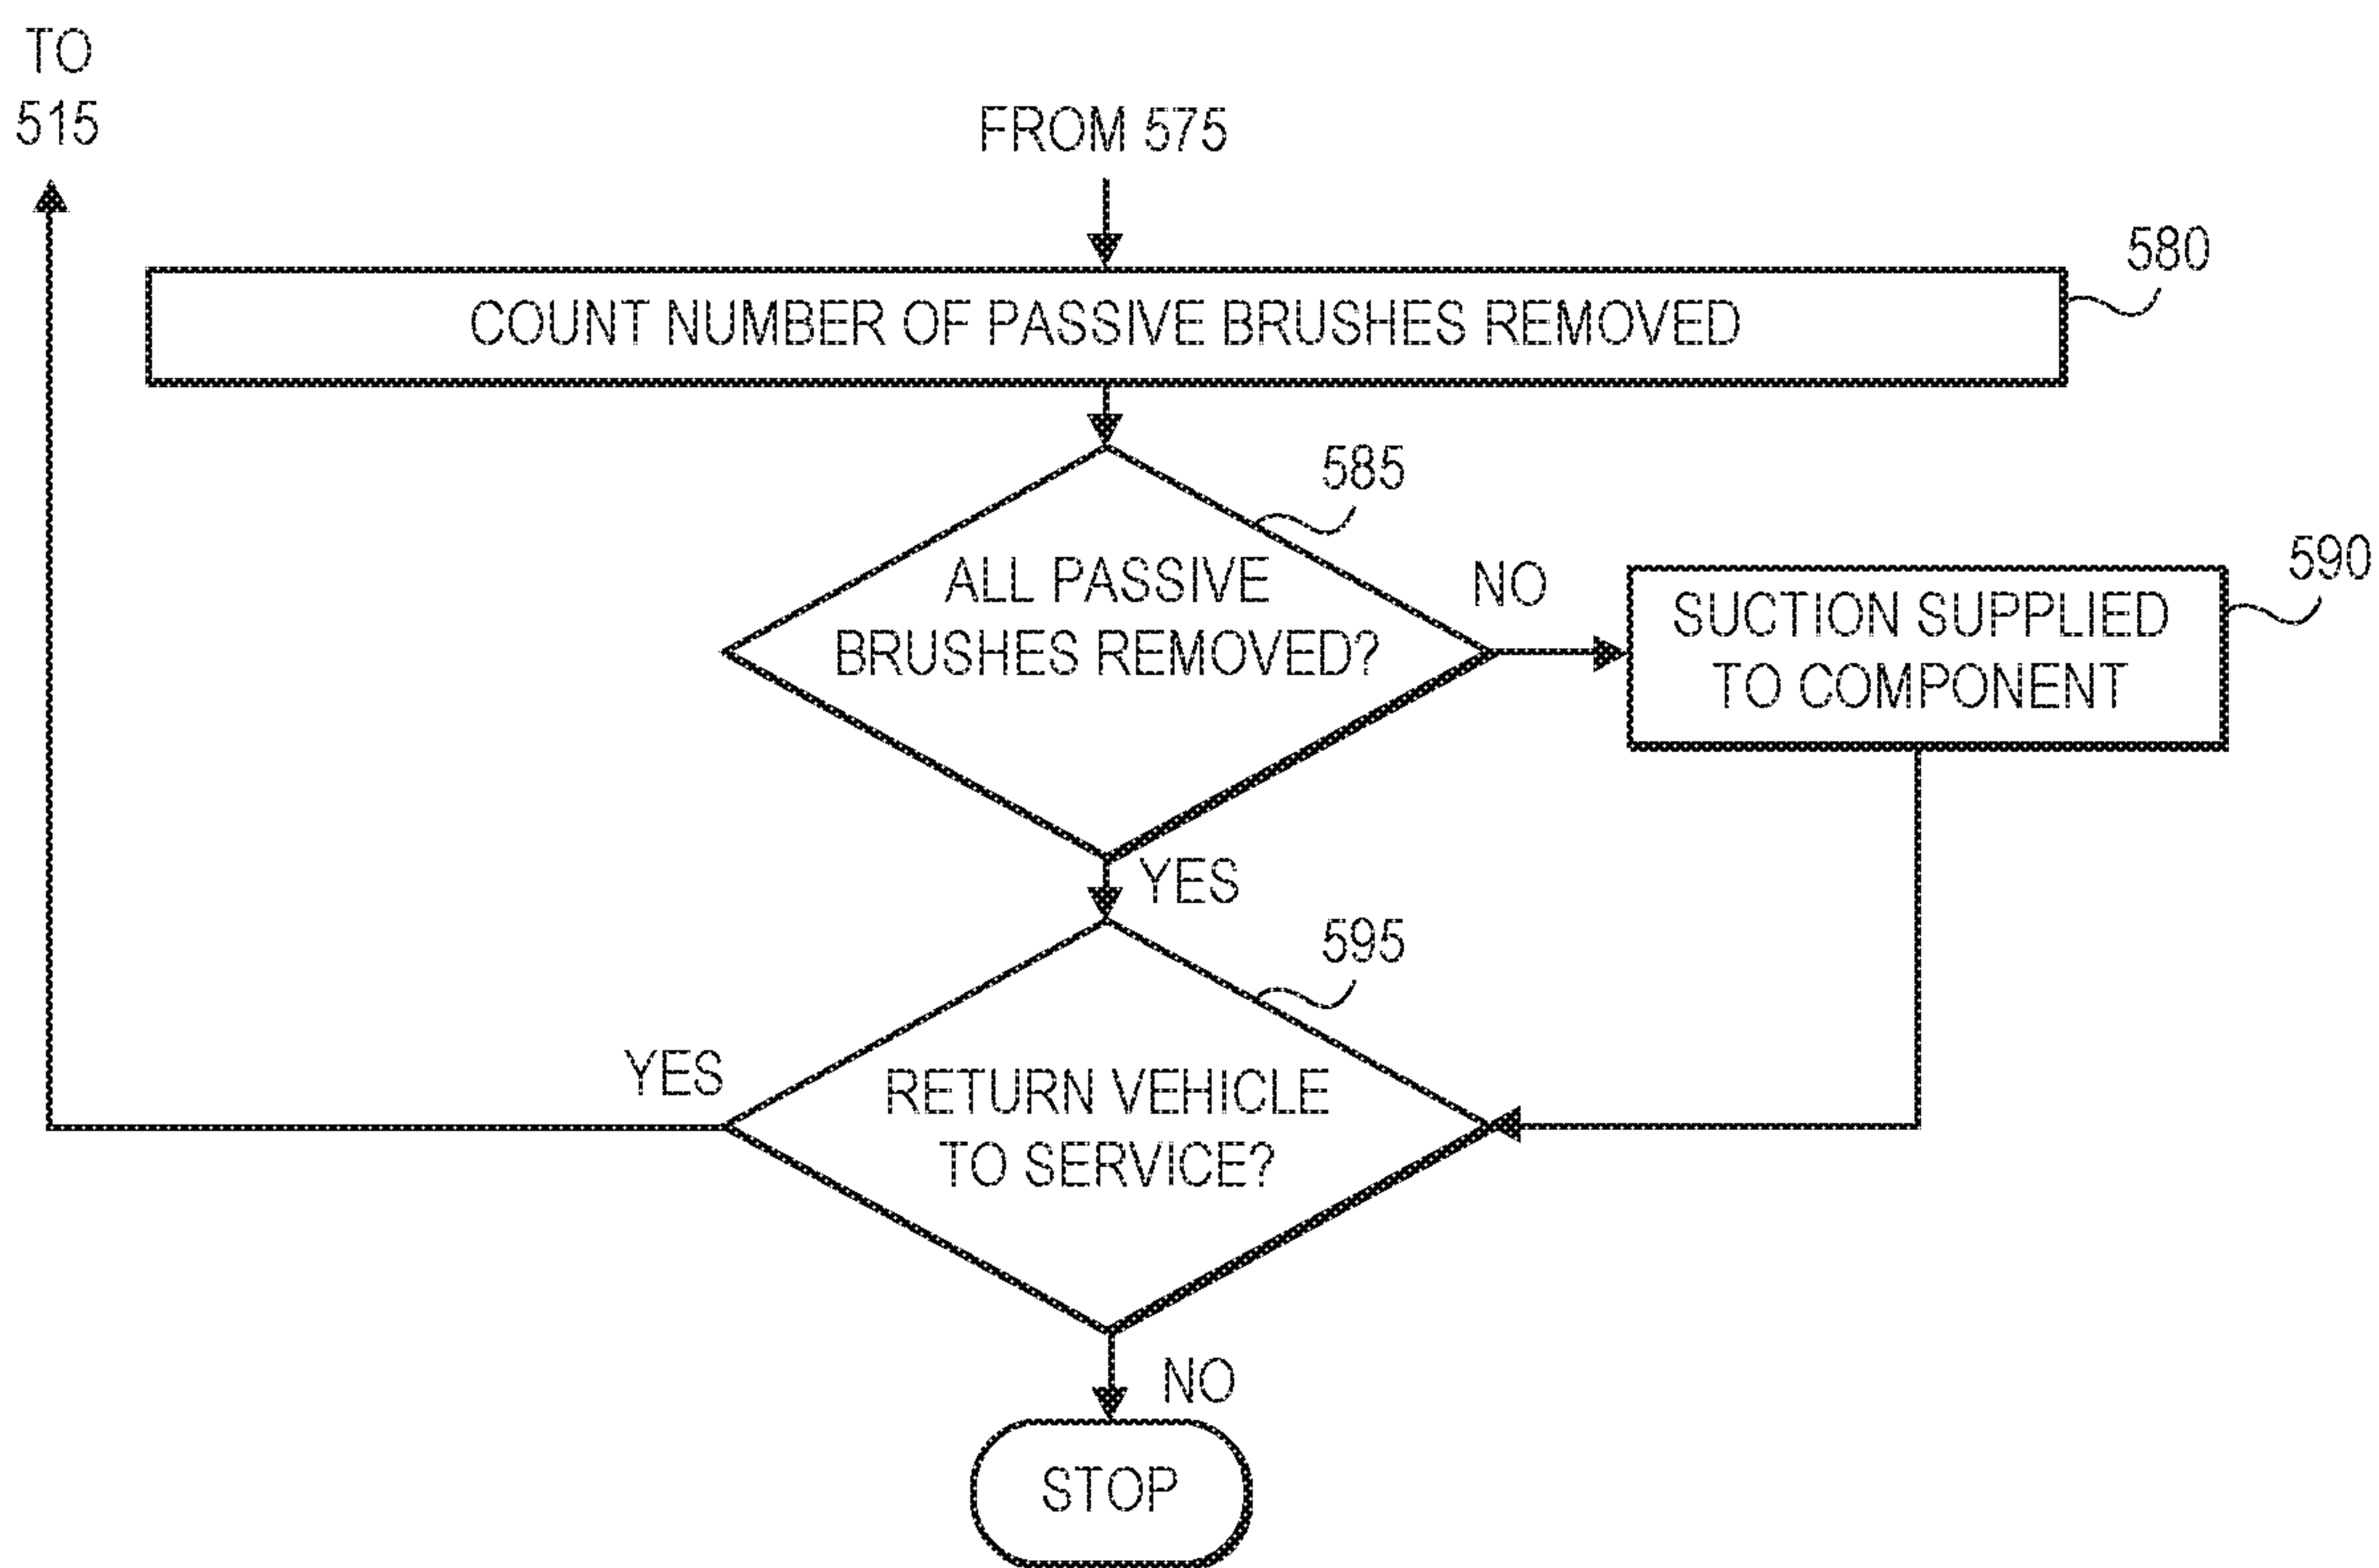 TO
515
FROM 575
580
COUNT NUMBER OF PASSIVE BRUSHES REMOVED
585
ALL PASSIVE
BRUSHES REMOVED?
NO
590
SUCTION SUPPLIED
TO COMPONENT
YES
595
YES
RETURN VEHICLE
TO SERVICE?
NO
STOP